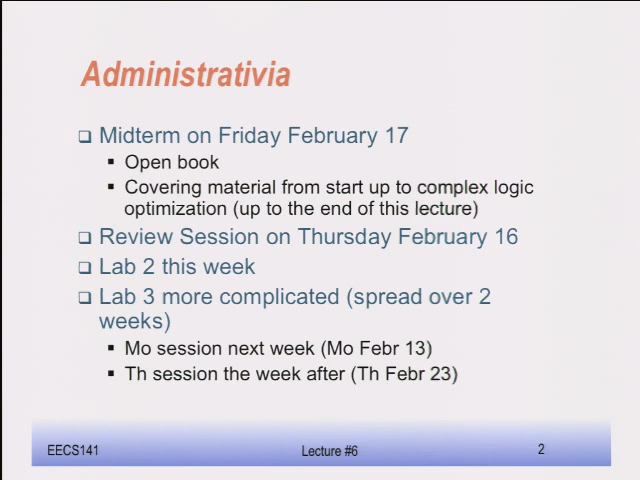 Administrativia
Midterm on Friday February 17
Open book
Covering material from start up to complex logic
optimization (up to the end of this lecture)
Review Session on Thursday February 16
Lab 2 this week
Lab 3 more complicated (spread over 2
weeks)
Mo session next week (Mo Febr 13)
Th session the week after (Th Febr 23)
EECS141
Lecture #6
2